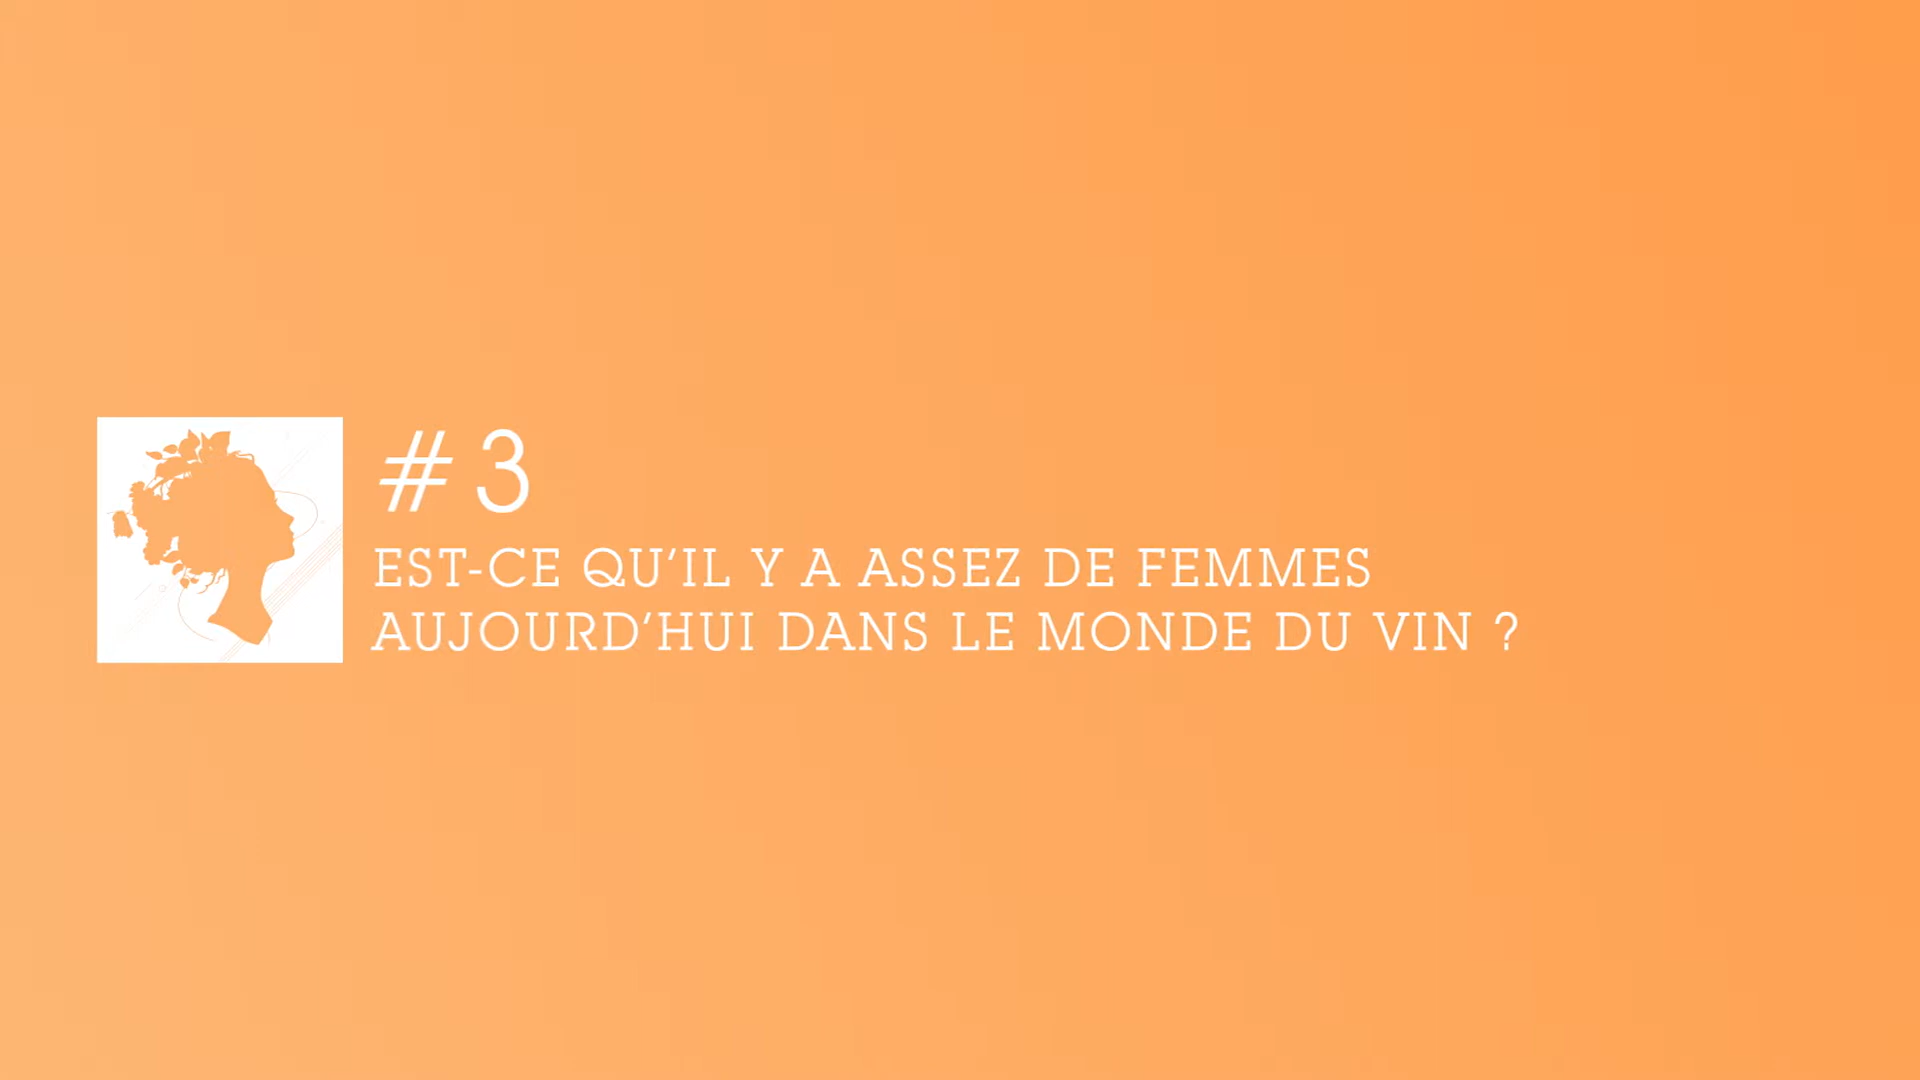 # 3
EST-CE QU’IL Y A ASSEZ DE FEMMES
AUJOURD’HUI DANS LE MONDE DU VIN ?